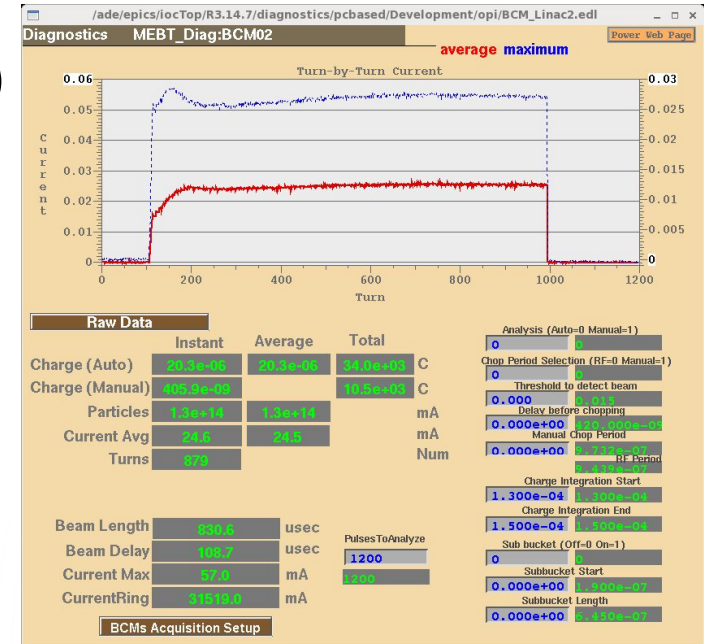 /ade/epics/iocTop/R3.14.7/diagnostics/pcbased/Development/opi/BCM_Linac2.edl
Diagnostics MEBT_Diag:BCM02
Power Web Page
average maximum
Turn-by-Turn Current
0.06 0.03
0.05 0.025
0.04 0.02
0.03 0.015
0.02 0.01
0.01 0.005
0 0
Current
0 200 400 600 800 1000 1200
Turn
Raw Data
Instant Average Total
Charge (Auto) 20.3e-06 20.3e-06 34.0e+03 C
Charge (Manual) 405.9e-09 10.5e+03 C
Particles 1.3e+14 1.3e+14 mA
Current Avg 24.6 24.5 mA
Turns 879 Num
Beam Length 830.6 usec
Beam Delay 108.7 usec
Current Max 57.0 mA
CurrentRing 31519.0 mA
BCMs Acquisition Setup
PulsesToAnalyze
1200
1200
Analysis (Auto=0 Manual=1)
0 0
Chop Period Selection (RF=0 Manual=1)
0 0
Threshold to detect beam
0.000 0.015
Delay before chopping
0.000e+00 420.000e-09
Manual Chop Period
0.000e+00 9.732e-07
RF Period
9.439e-07
Charge Integration Start
1.300e-04 1.300e-04
Charge Integration End
1.500e-04 1.500e-04
Sub bucket (Off=0 On=1)
0 0
Subbucket Start
0.000e+00 1.900e-07
Subbucket Length
0.000e+00 6.450e-07